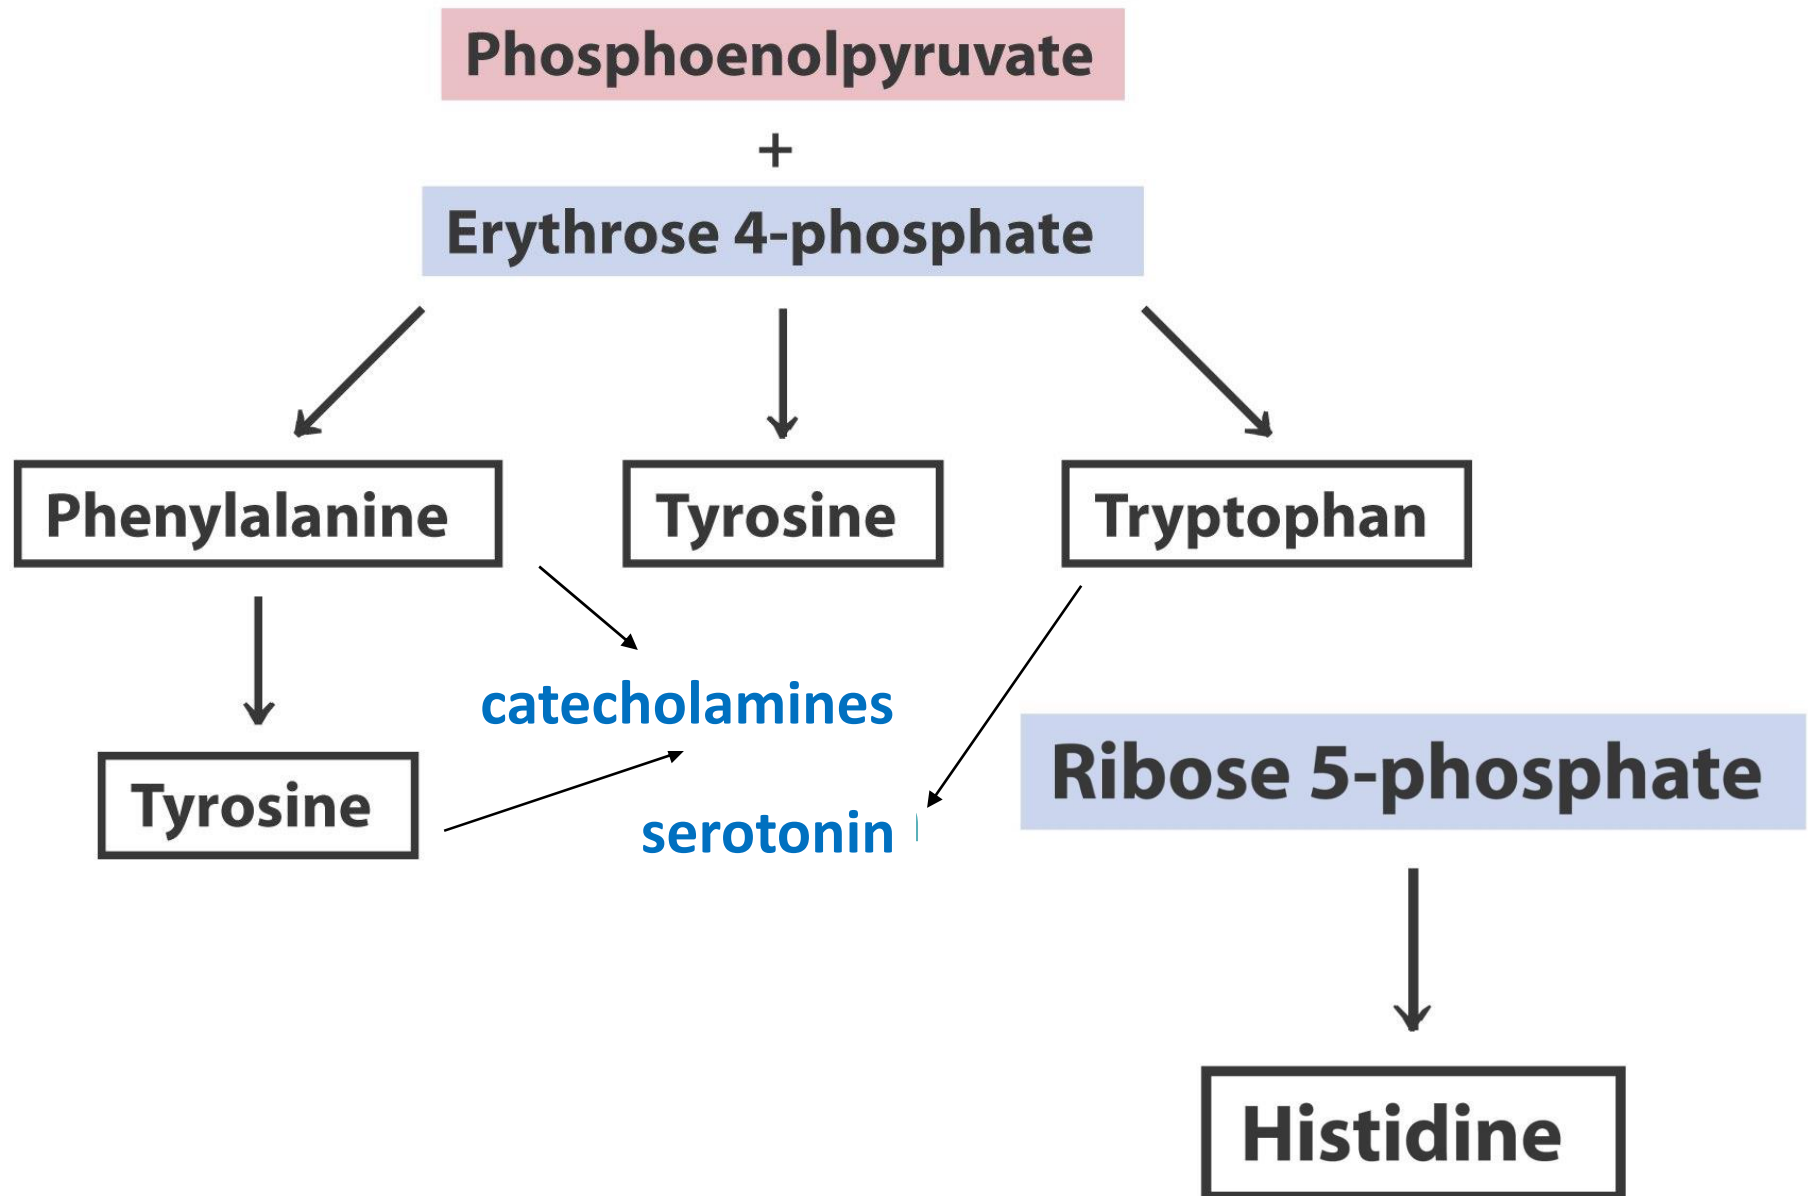 Phosphoenolpyruvate
+
Erythrose 4-phosphate
Phenylalanine
Tyrosine
Tryptophan
catecholamines
Tyrosine
serotonin
Ribose 5-phosphate
Histidine